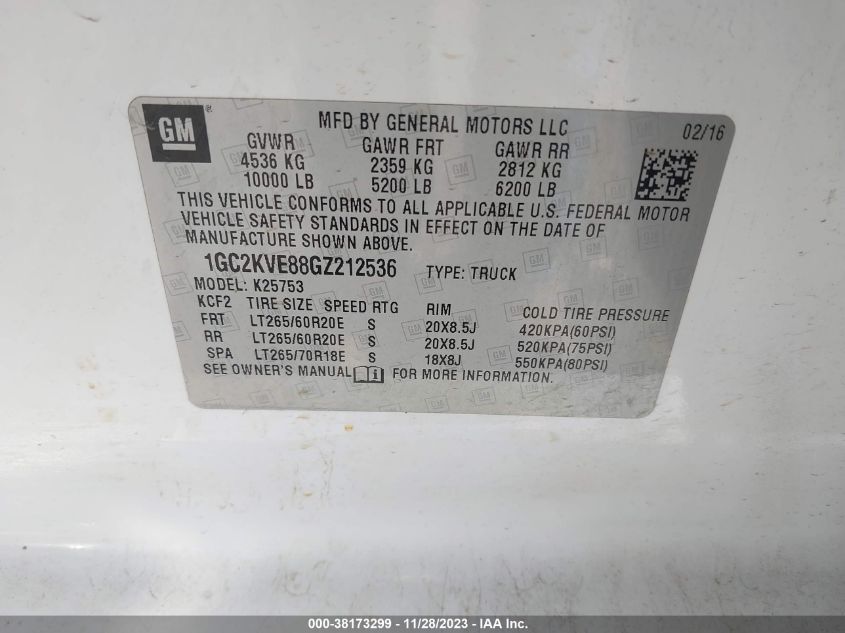 GM ®
MFD BY GENERAL MOTORS LLC 02/16
GVWR GAWR FRT GAWR RR
4536 KG 2359 KG 2812 KG
10000 LB 5200 LB 6200 LB
THIS VEHICLE CONFORMS TO ALL APPLICABLE U.S. FEDERAL MOTOR
VEHICLE SAFETY STANDARDS IN EFFECT ON THE DATE OF
MANUFACTURE SHOWN ABOVE.
1GC2KVE88GZ212536 TYPE: TRUCK
MODEL: K25753
KCF2 TIRE SIZE SPEED RTG RIM COLD TIRE PRESSURE
FRT LT265/60R20E S 20X8.5J 420KPA(60PSI)
RR LT265/60R20E S 20X8.5J 520KPA(75PSI)
SPA LT265/70R18E S 18X8J 550KPA(80PSI)
SEE OWNER'S MANUAL FOR MORE INFORMATION.
000-38173299 - 11/28/2023 - IAA Inc.